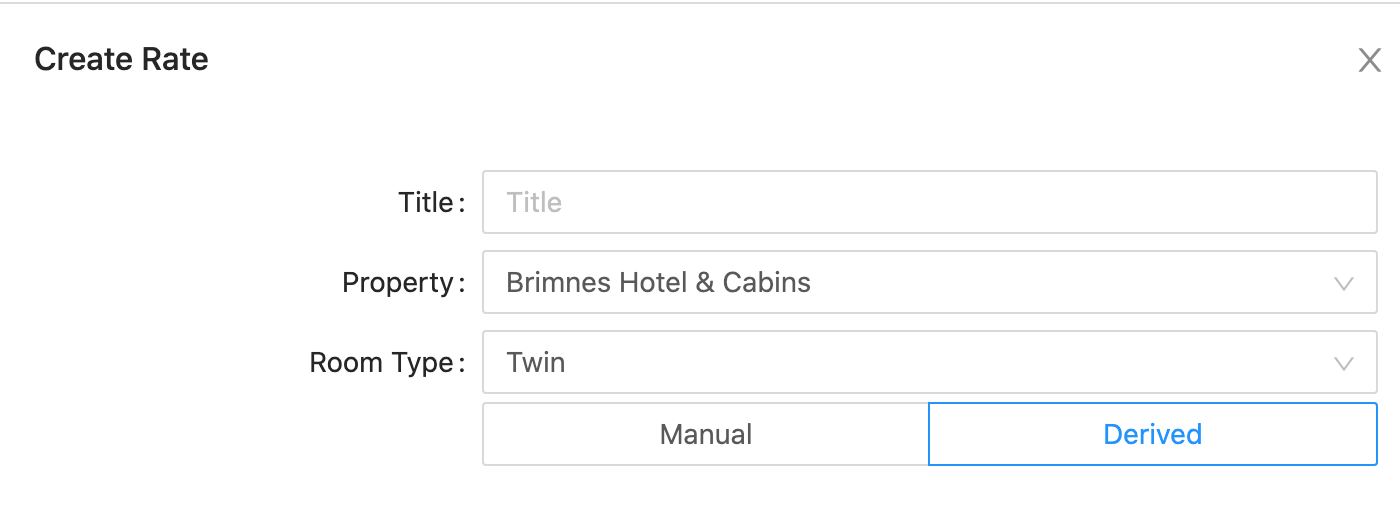 Create Rate
Title:
Title
Property:
Brimnes Hotel & Cabins
Room Type:
Twin
Manual
Derived